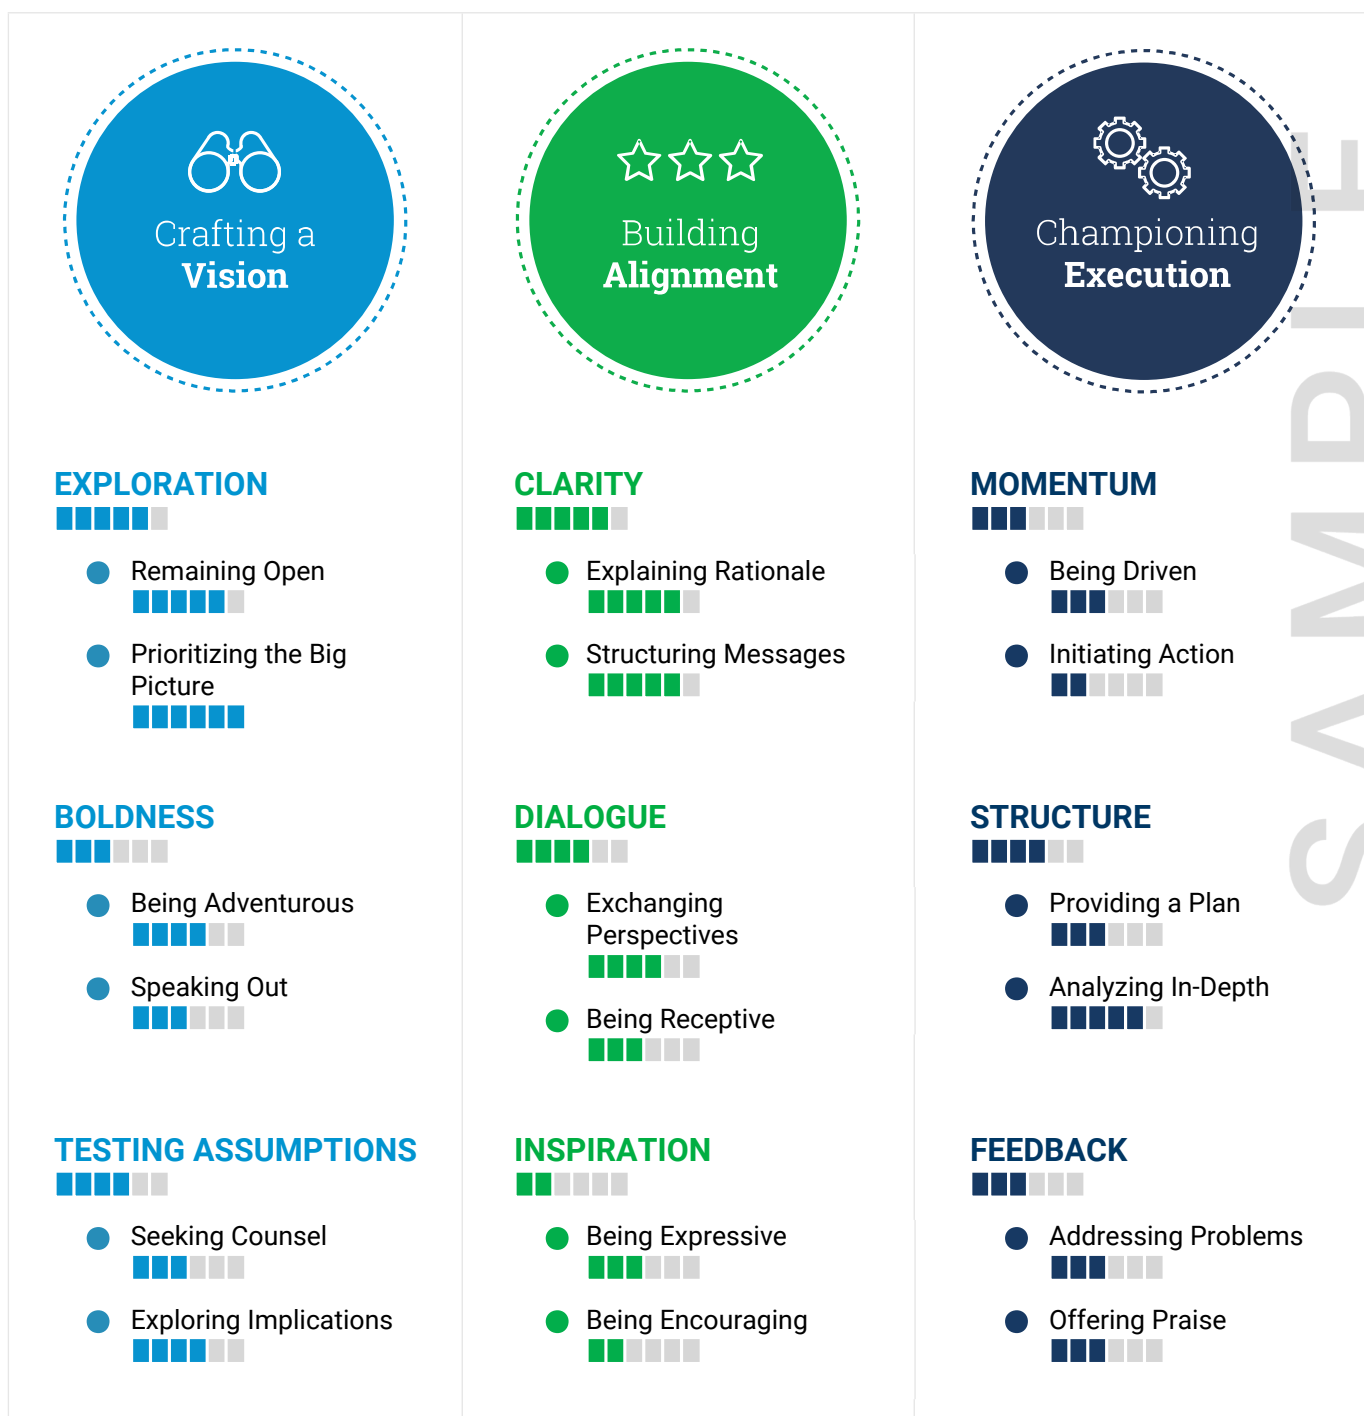 Crafting a
Vision
EXPLORATION
Remaining Open
Prioritizing the Big
Picture
BOLDNESS
Being Adventurous
Speaking Out
TESTING ASSUMPTIONS
Seeking Counsel
Exploring Implications
Building
Alignment
CLARITY
Explaining Rationale
Structuring Messages
DIALOGUE
Exchanging
Perspectives
Being Receptive
INSPIRATION
Being Expressive
Being Encouraging
Championing
Execution
MOMENTUM
Being Driven
Initiating Action
STRUCTURE
Providing a Plan
Analyzing In-Depth
FEEDBACK
Addressing Problems
Offering Praise
SAMPLE